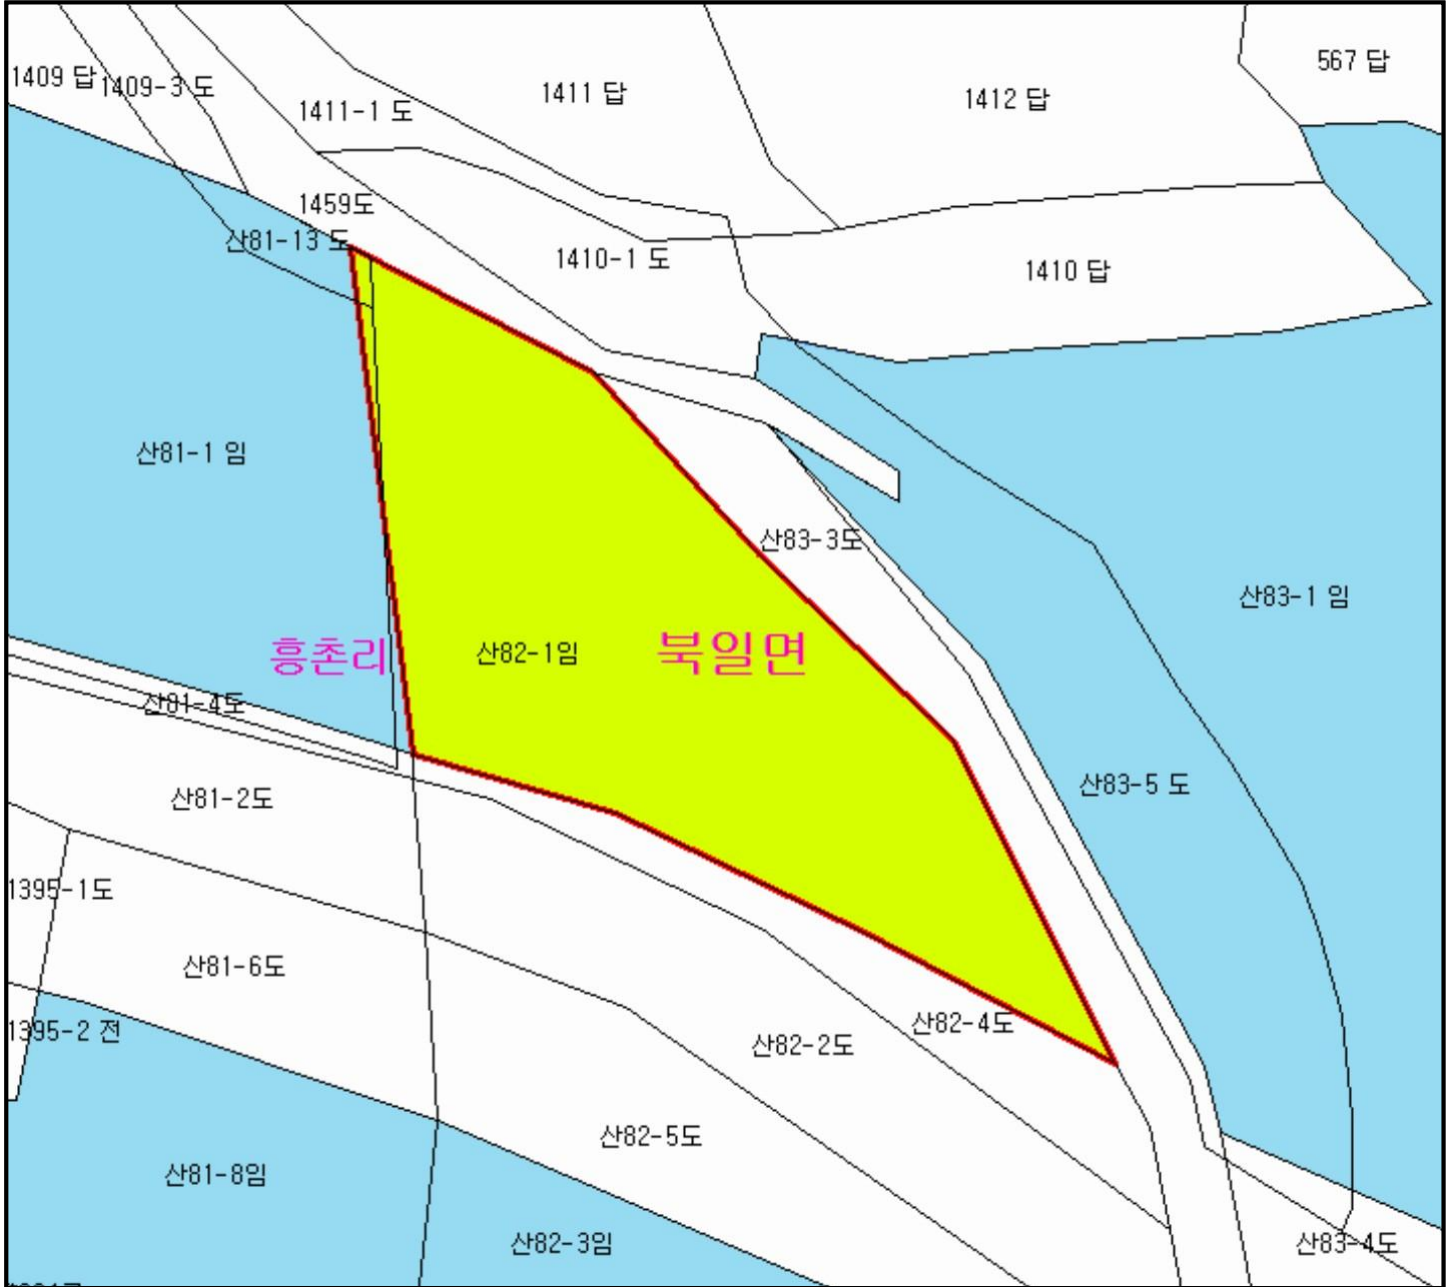 567 답
1409 답
1409-3 도
1411-1 도
1411 답
1412 답
1459도
산81-13 도
1410-1 도
1410 답
산81-1 임
산83-3도
산83-1 임
흥촌리
산82-1임
북일면
산81-4도
산81-2도
산83-5 도
1395-1도
산81-6도
1395-2 전
산82-4도
산82-2도
산82-5도
산81-8임
산82-3임
산83-4도